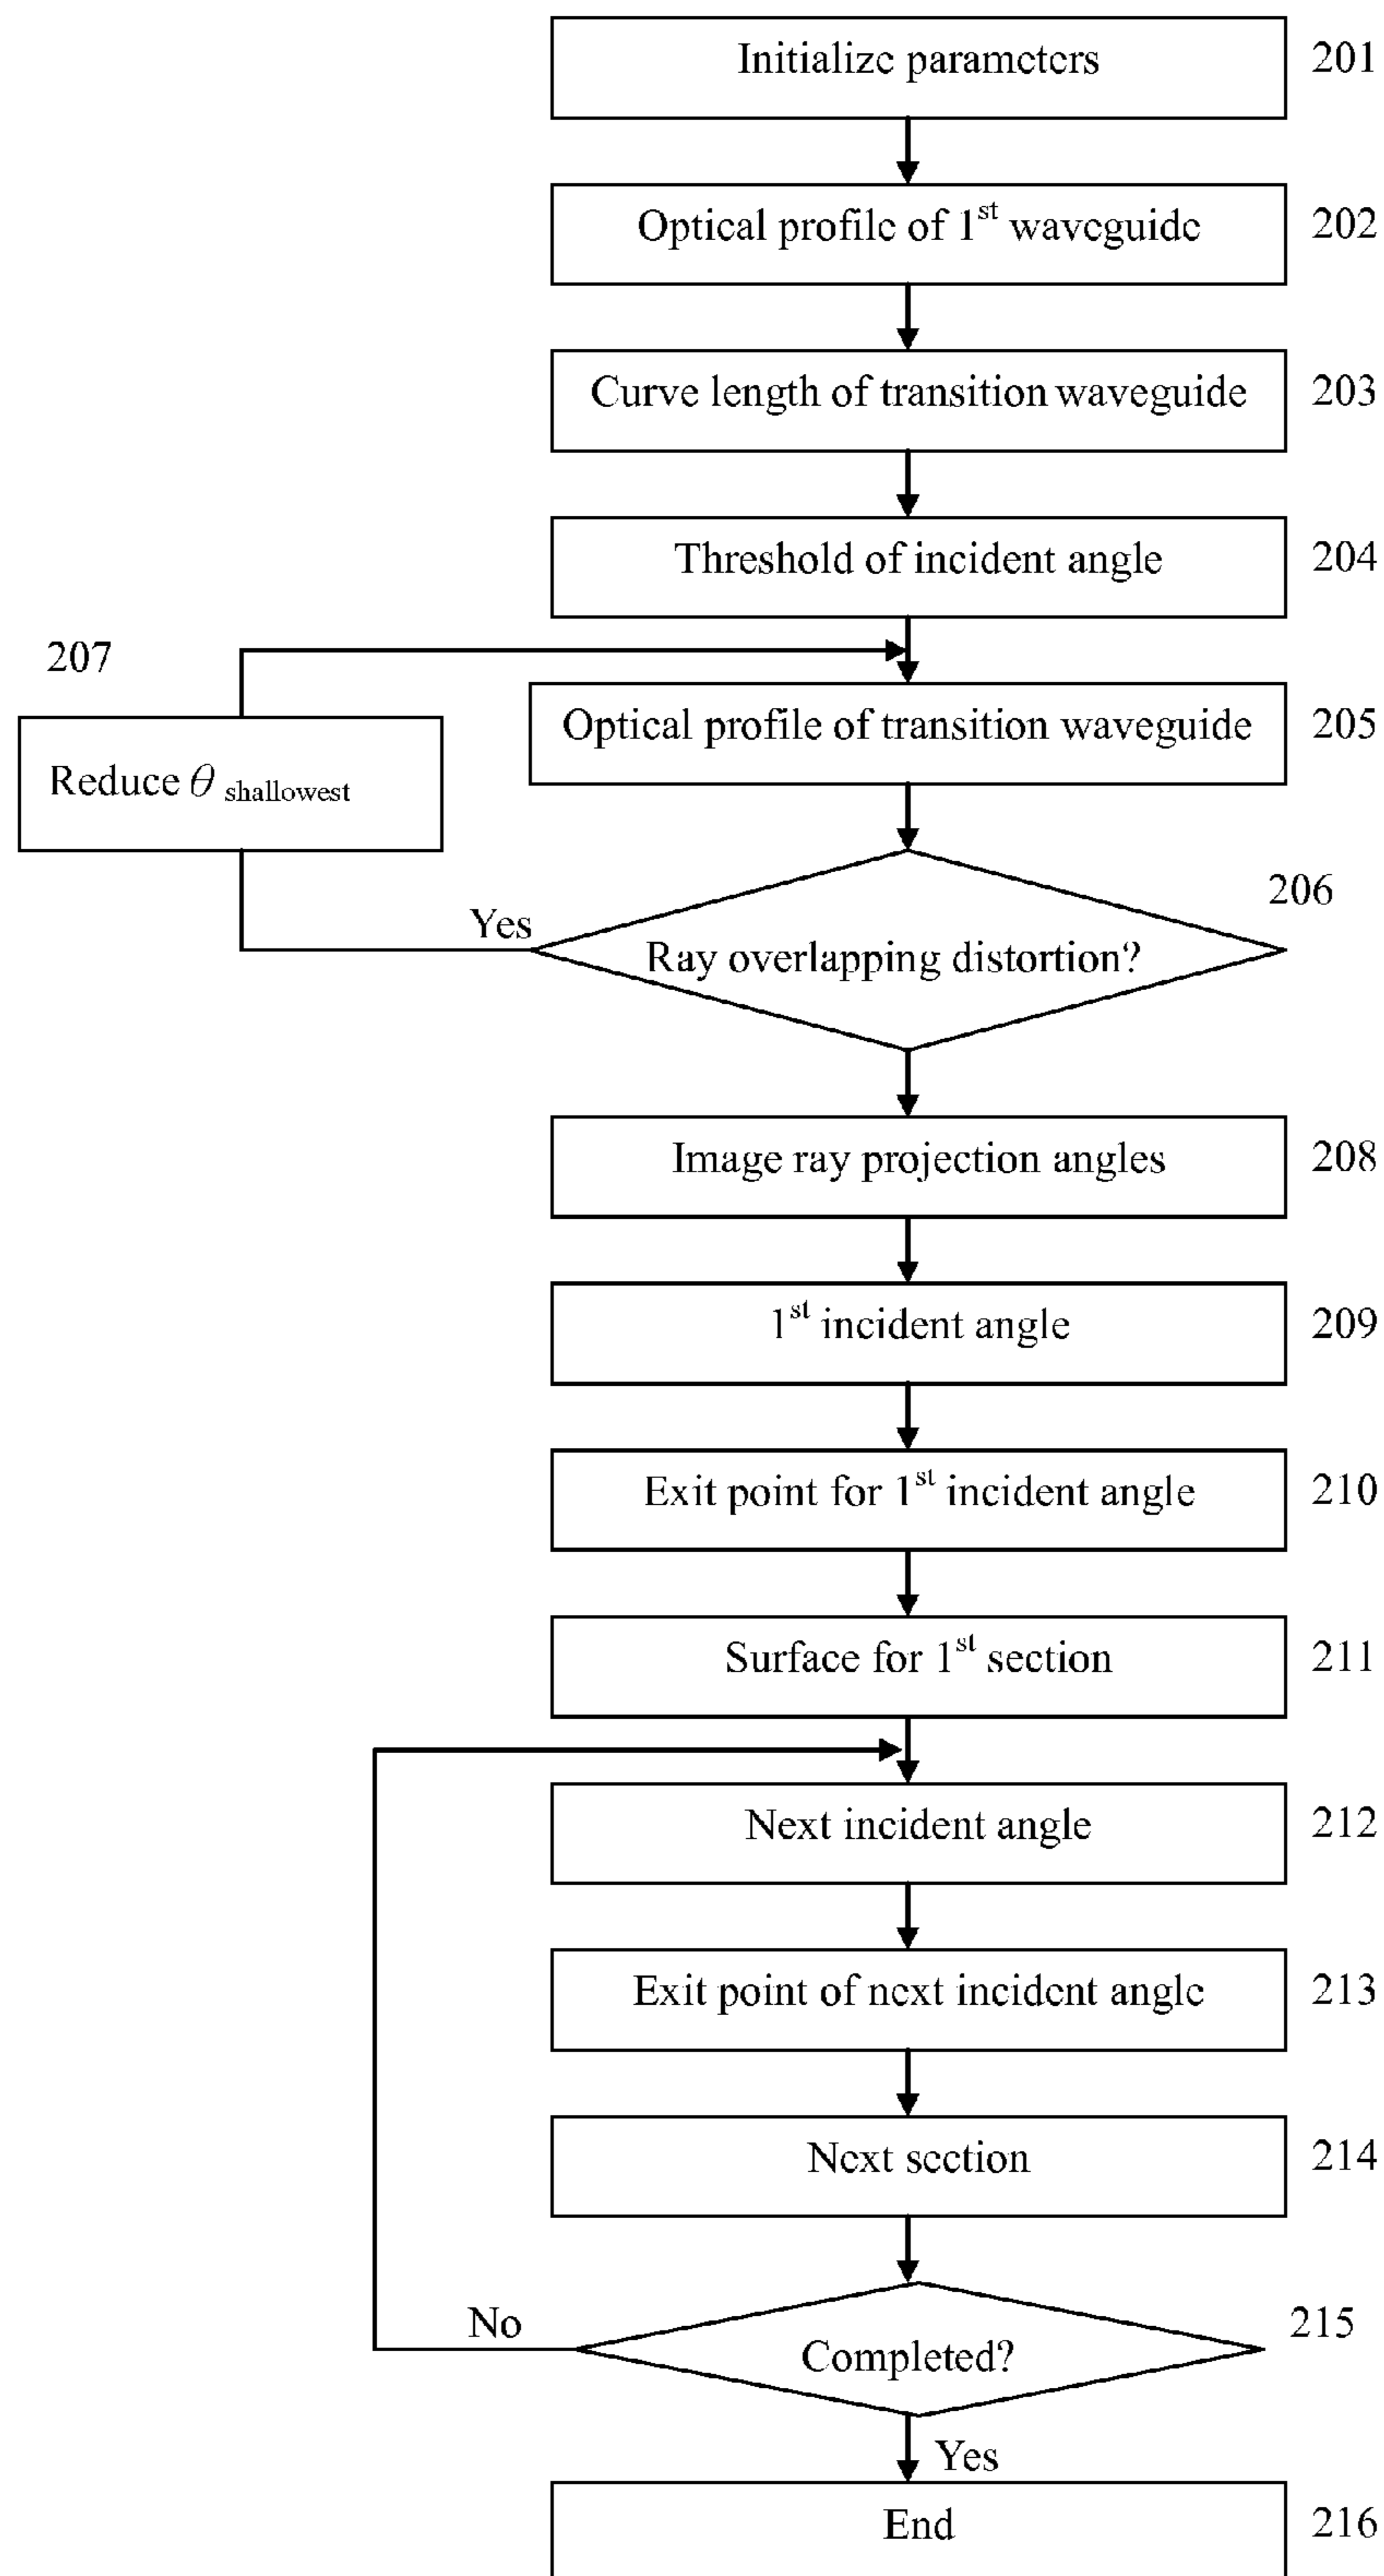 Initialize parameters 201
Optical profile of 1st waveguide 202
Curve length of transition waveguide 203
Threshold of incident angle 204
207
Reduce θ shallowest
Optical profile of transition waveguide 205
206
Yes
Ray overlapping distortion?
Image ray projection angles 208
1st incident angle 209
Exit point for 1st incident angle 210
Surface for 1st section 211
Next incident angle 212
Exit point of next incident angle 213
Next section 214
No
215
Completed?
Yes
End 216